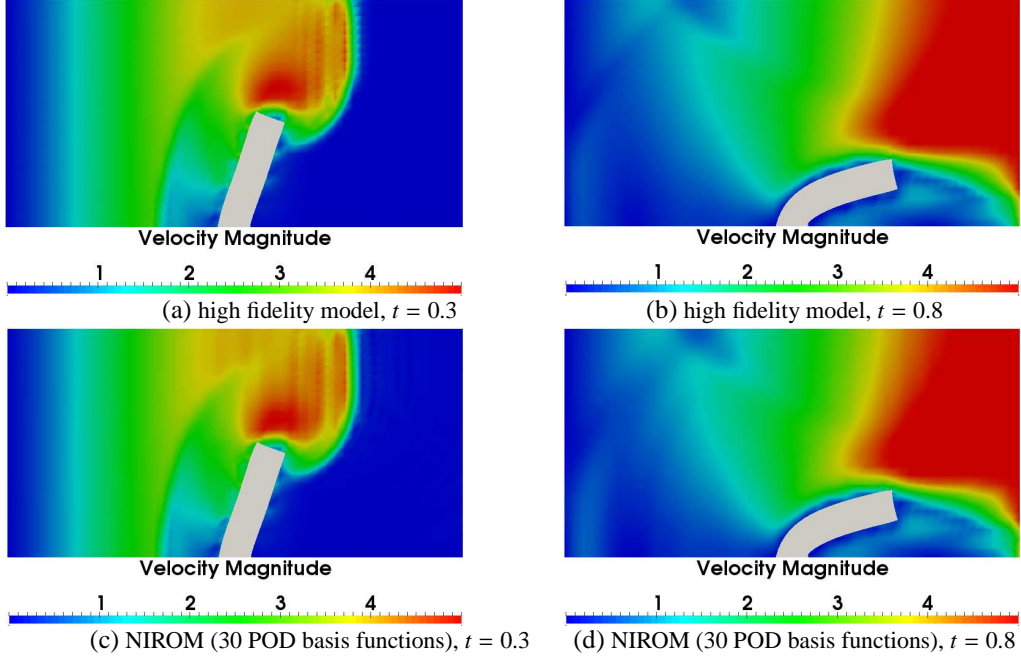 Velocity Magnitude
1 2 3 4
(a) high fidelity model, t = 0.3
Velocity Magnitude
1 2 3 4
(b) high fidelity model, t = 0.8
Velocity Magnitude
1 2 3 4
(c) NIROM (30 POD basis functions), t = 0.3
Velocity Magnitude
1 2 3 4
(d) NIROM (30 POD basis functions), t = 0.8